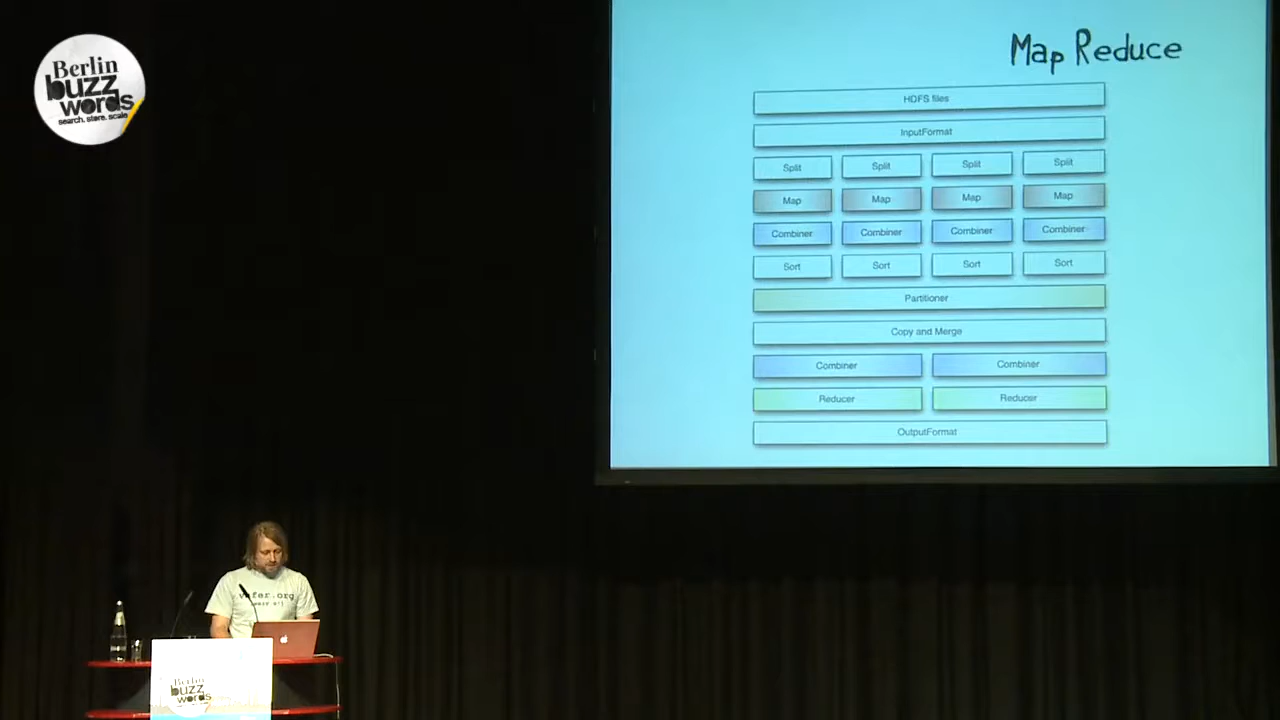 Berlin
buzz
words
search. store. scale
Map Reduce
HDFS files
InputFormat
Split Split Split Split
Map Map Map Map
Combiner Combiner Combiner Combiner
Sort Sort Sort Sort
Partitioner
Copy and Merge
Combiner Combiner
Reducer Reducer
OutputFormat
Berlin
buzz
words